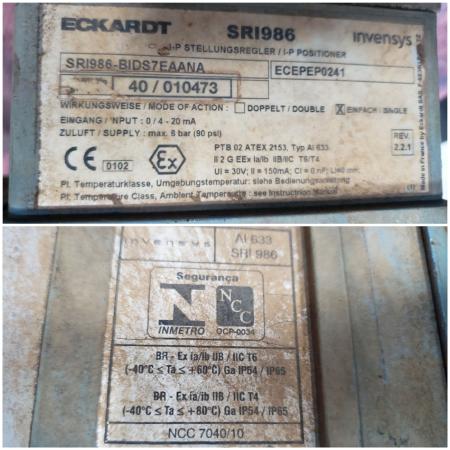 ECKARDT SRI986 invensys
I-P STELLUNGSREGLER / I-P POSITIONER
SRI986-BIDS7EAANA ECEPEP0241
40 / 010473
WIRKUNGSWEISE / MODE OF ACTION : DOPPELT / DOUBLE EINFACH / SINGLE
EINGANG / INPUT : 0 / 4 - 20 mA
ZULUFT / SUPPLY : max. 6 bar (90 psi)
CE 0102 Ex
PTB 02 ATEX 2153, Typ AI 633
II 2 G EEx ia/ib IIB/IIC T6/T4
Ui = 30V; Ii = 150mA; Ci = 0 nF; Li=0 mH
REV.
2.2.1
Pi, Temperaturklasse, Umgebungstemperatur: siehe Bedienungsanleitung
Pi, Temperature Class, Ambient Temperature : see Instruction Manual
Made in France by Eckardt SAS,
invensys
AI 633
SRI 986
Segurança
N
INMETRO
NCC
OCP-0034
BR - Ex ia/ib IIB / IIC T6
(-40°C ≤ Ta ≤ +60°C) Ga IP54 / IP65
BR - Ex ia/ib IIB / IIC T4
(-40°C ≤ Ta ≤ +80°C) Ga IP54 / IP65
NCC 7040/10